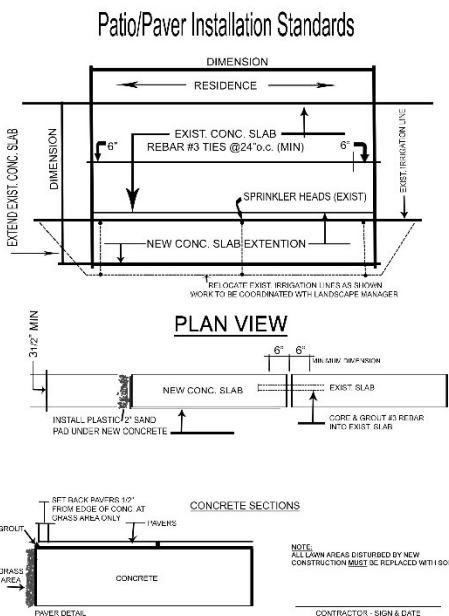 Patio/Paver Installation Standards
DIMENSION
RESIDENCE
EXTEND EXIST. CONC. SLAB
DIMENSION
6"
EXIST. CONC. SLAB
REBAR #3 TIES @24"o.c. (MIN)
6"
EXIST. IRRIGATION LINE
SPRINKLER HEADS (EXIST)
NEW CONC. SLAB EXTENTION
RELOCATE EXIST. IRRIGATION LINES AS SHOWN
WORK TO BE COORDINATED WTH LANDSCAPE MANAGER
PLAN VIEW
31/2" MIN
6" 6"
MINIMUM DIMENSION
NEW CONC. SLAB
EXIST. SLAB
INSTALL PLASTIC 2" SAND
PAD UNDER NEW CONCRETE
CORE & GROUT #3 REBAR
INTO EXIST SLAB
SET BACK PAVERS 1/2"
FROM EDGE OF CONC. AT
GRASS AREA ONLY
CONCRETE SECTIONS
GROUT
PAVERS
GRASS
AREA
CONCRETE
NOTE:
ALL LAWN AREAS DISTURBED BY NEW
CONSTRUCTION MUST BE REPLACED WITH
PAVER DETAIL
CONTRACTOR - SIGN & DATE